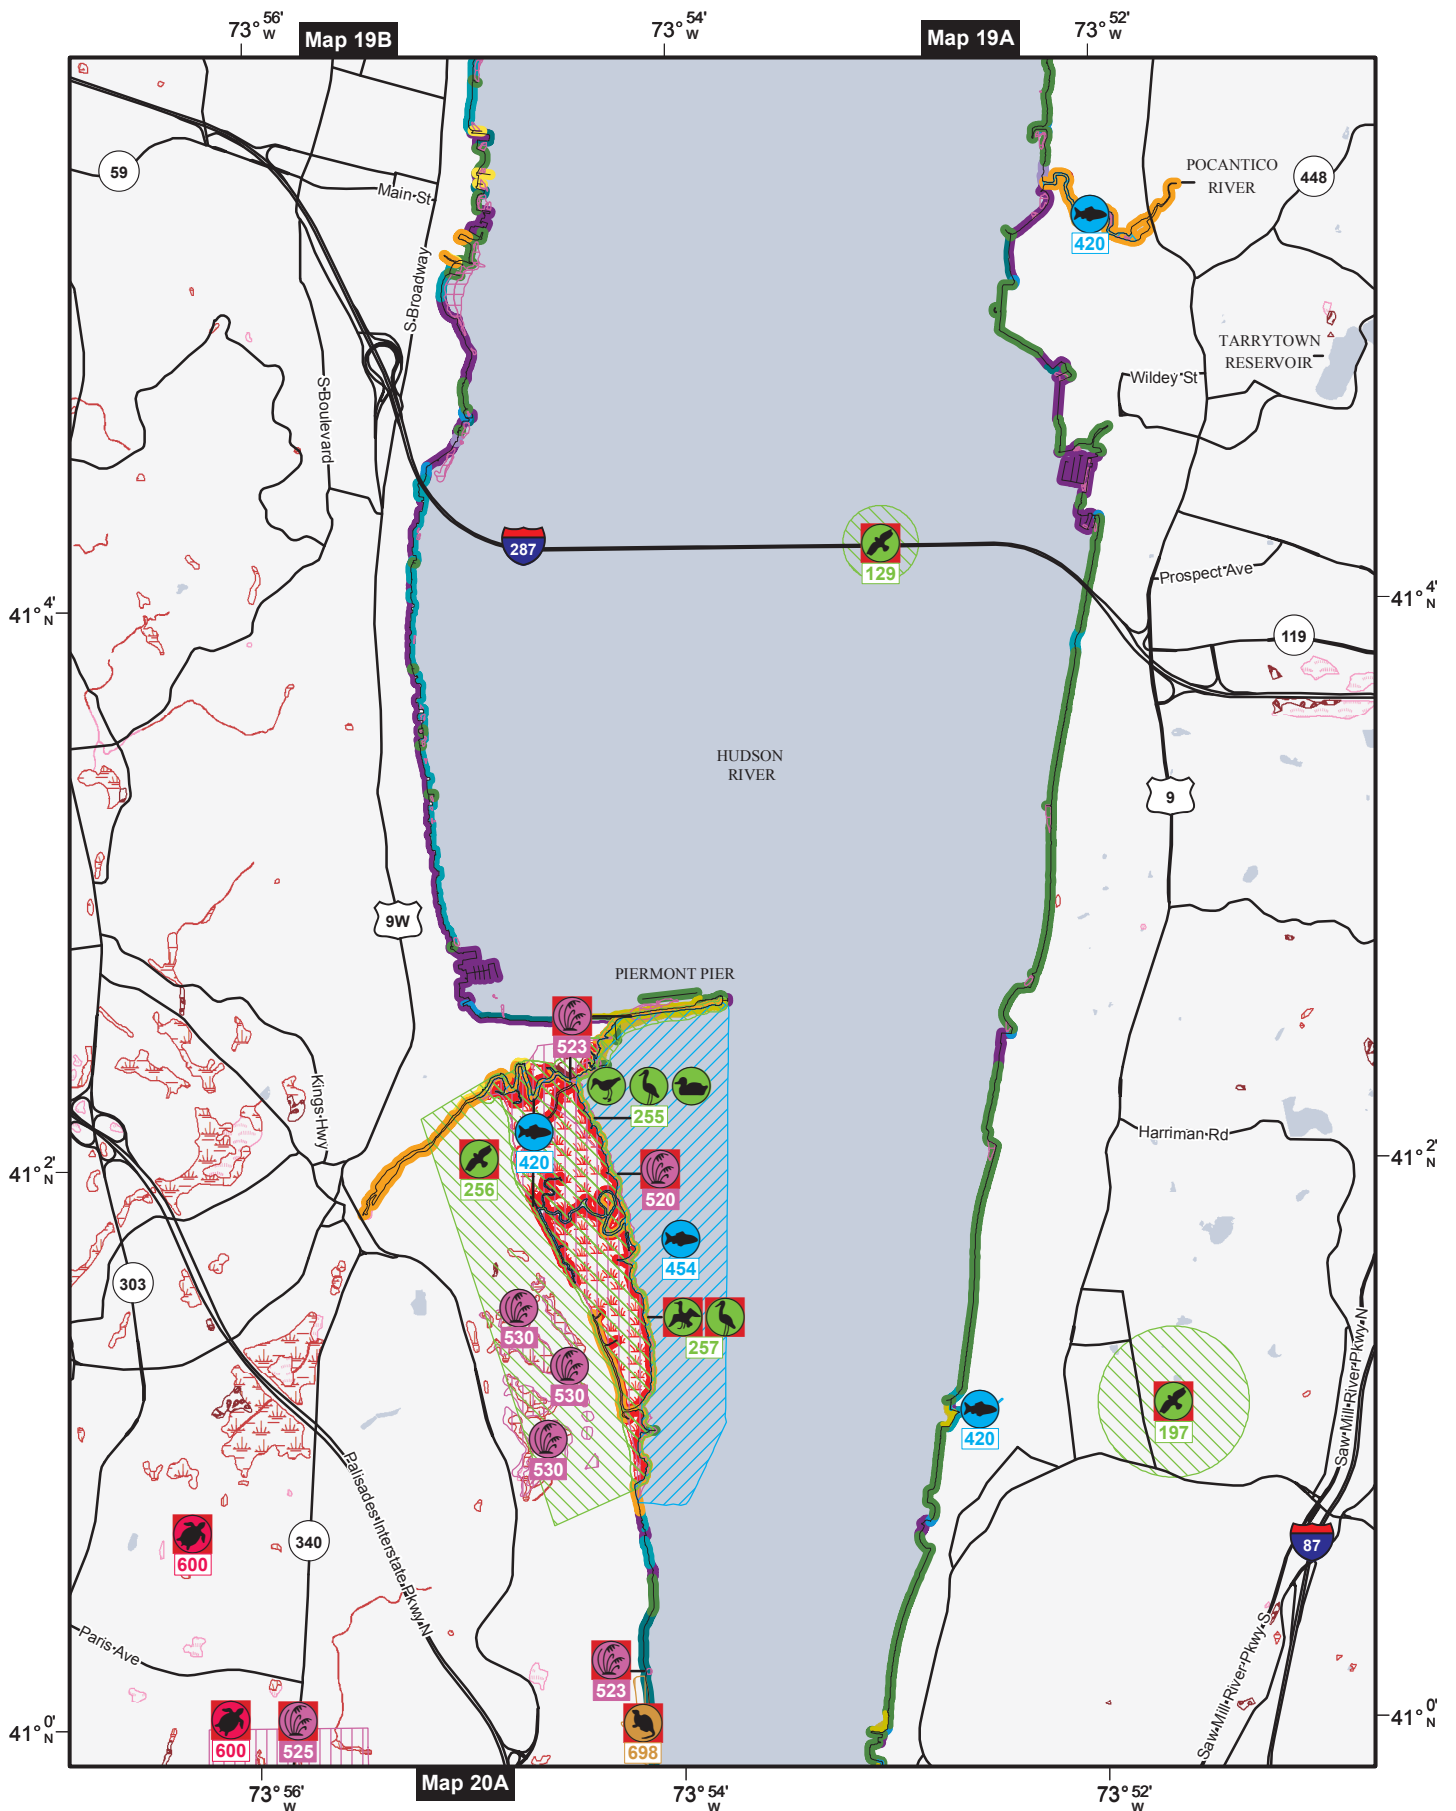 73° 56' W
Map 19B
73° 54' W
Map 19A
73° 52' W
59
Main St
S Broadway
POCANTICO
RIVER
448
420
TARRYTOWN
RESERVOIR
Wildey St
S Boulevard
287
129
Prospect Ave
41° 4' N
41° 4' N
119
HUDSON
RIVER
9
9W
PIERMONT PIER
523
Kings Hwy
255
Harriman Rd
420
41° 2' N
41° 2' N
256
520
454
303
530
257
530
Saw Mill River Pkwy N
420
197
530
Palisades Interstate Pkwy N
600
340
87
Paris Ave
Saw Mill River Pkwy S
523
41° 0' N
41° 0' N
600
525
698
Map 20A
73° 56' W
73° 54' W
73° 52' W